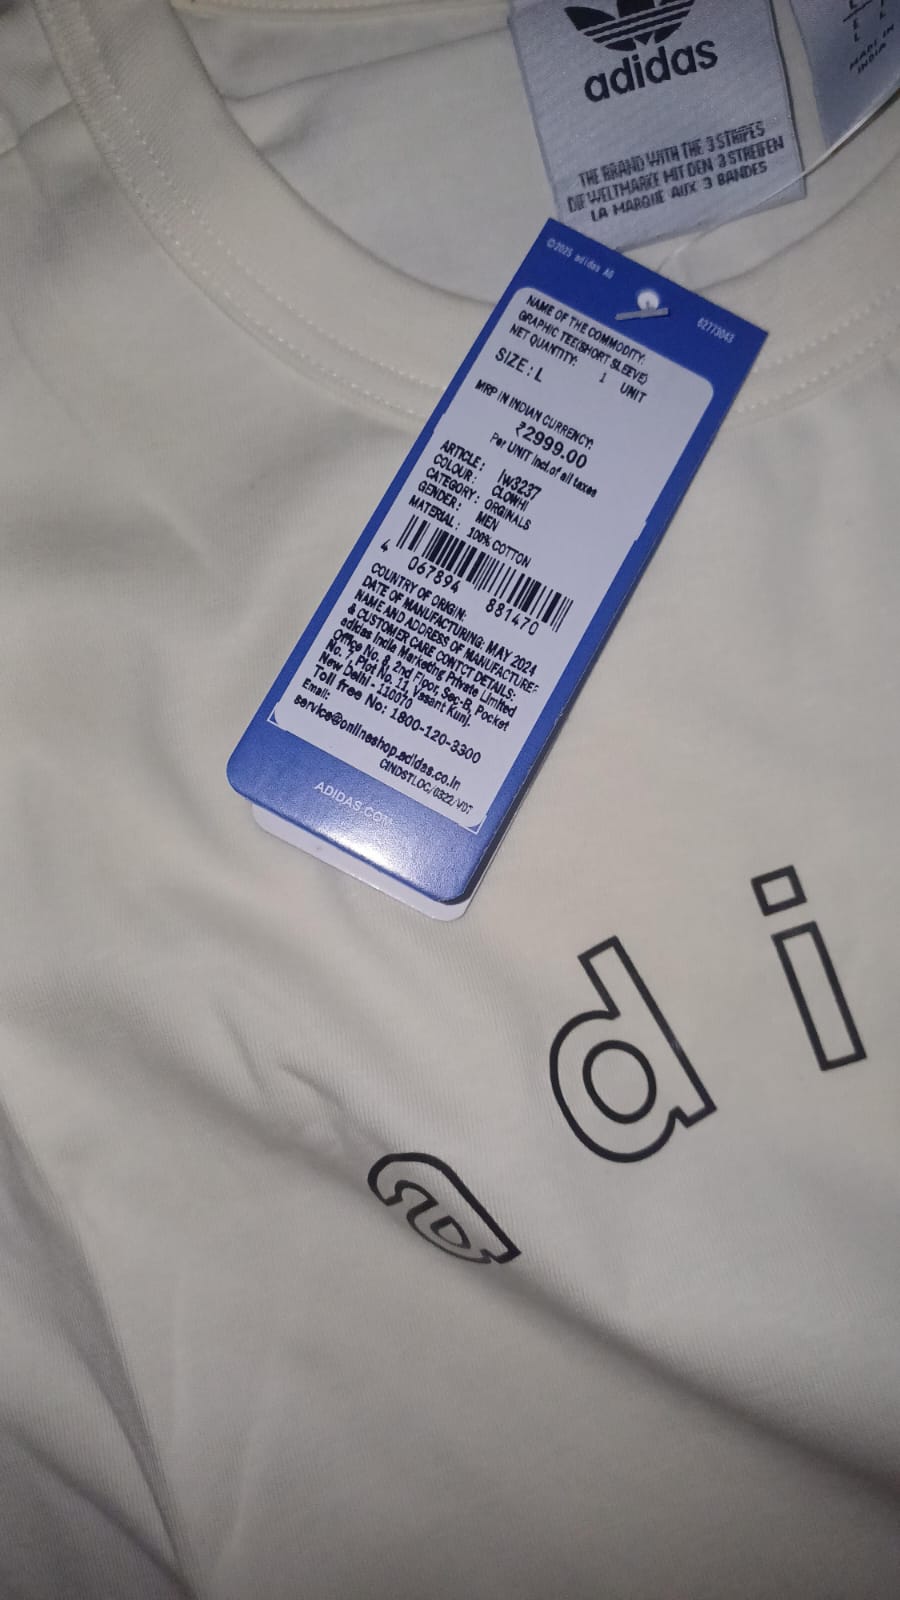 adidas
THE BRAND WITH THE 3 STRIPES
DIE WELTMARKE MIT DEN 3 STREIFEN
LA MARQUE AUX 3 BANDES
L
L
MADE IN
INDIA
©2025 adidas AG
62773043
NAME OF THE COMMODITY:
GRAPHIC TEE(SHORT SLEEVE)
NET QUANTITY: 1 UNIT
SIZE : L
MRP IN INDIAN CURRENCY:
₹2999.00
Per UNIT Incl.of all taxes
ARTICLE : Iw3237
COLOUR : CLOWHI
CATEGORY : ORGINALS
GENDER : MEN
MATERIAL : 100% COTTON
4 067894 881470
COUNTRY OF ORIGIN:
DATE OF MANUFACTURING: MAY 2024
NAME AND ADDRESS OF MANUFACTURER
& CUSTOMER CARE CONTCT DETAILS:
adidas India Marketing Private Limited
Office No. 8, 2nd Floor, Sec-B, Pocket
No. 7, Plot No. 11, Vasant Kunj.
New Delhi - 110070
Toll free No: 1800-120-3300
Email:
service@onlineshop.adidas.co.in
CINDSTLOC/0322/VDT
ADIDAS.COM
adi